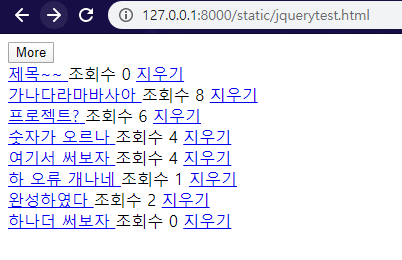 127.0.0.1:8000/static/jquerytest.html
More
제목~~ 조회수 0 지우기
가나다라마바사아 조회수 8 지우기
프로젝트? 조회수 6 지우기
숫자가 오르나 조회수 4 지우기
여기서 써보자 조회수 4 지우기
하 오류 개나네 조회수 1 지우기
완성하였다 조회수 2 지우기
하나더 써보자 조회수 0 지우기